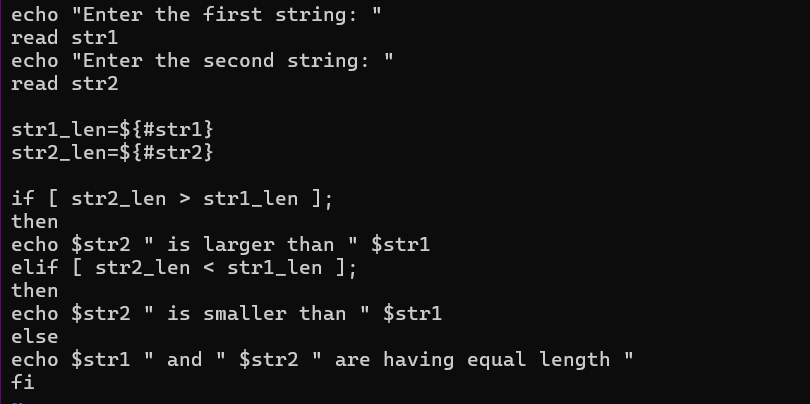 echo "Enter the first string: "
read str1
echo "Enter the second string: "
read str2
str1_len=${#str1}
str2_len=${#str2}
if [ str2_len > str1_len ];
then
echo $str2 " is larger than " $str1
elif [ str2_len < str1_len ];
then
echo $str2 " is smaller than " $str1
else
echo $str1 " and " $str2 " are having equal length "
fi